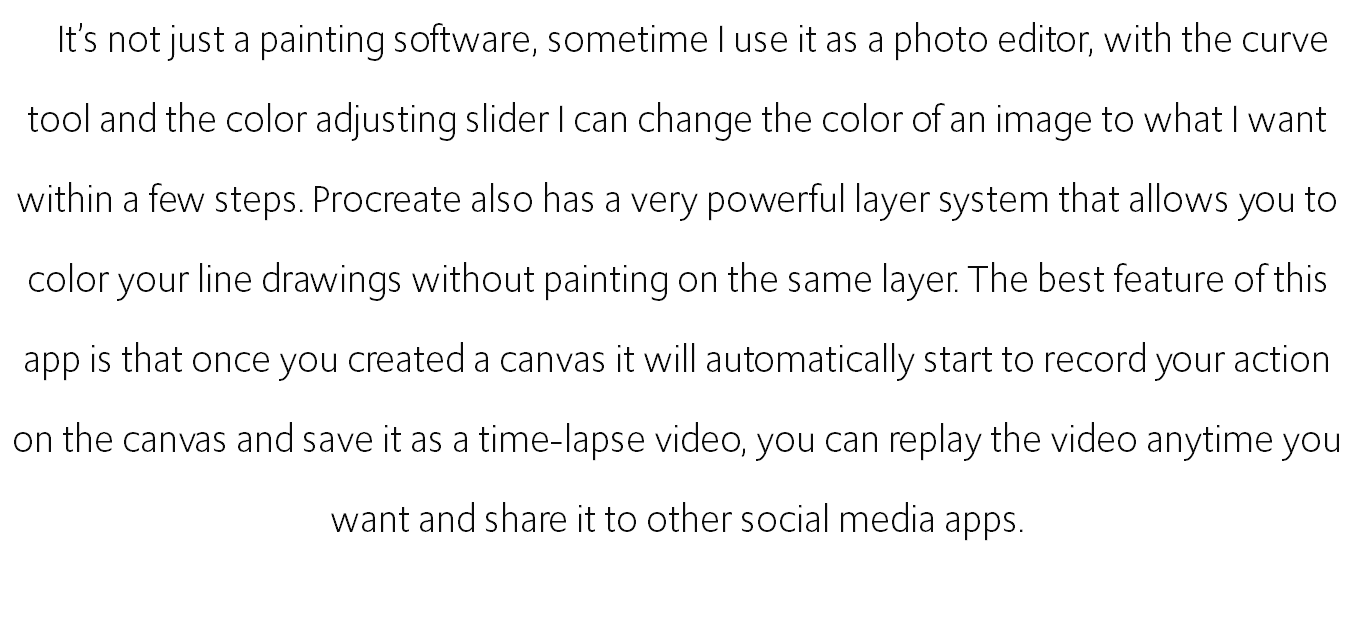 It's not just a painting software, sometime I use it as a photo editor, with the curve
tool and the color adjusting slider I can change the color of an image to what I want
within a few steps. Procreate also has a very powerful layer system that allows you to
color your line drawings without painting on the same layer. The best feature of this
app is that once you created a canvas it will automatically start to record your action
on the canvas and save it as a time-lapse video, you can replay the video anytime you
want and share it to other social media apps.